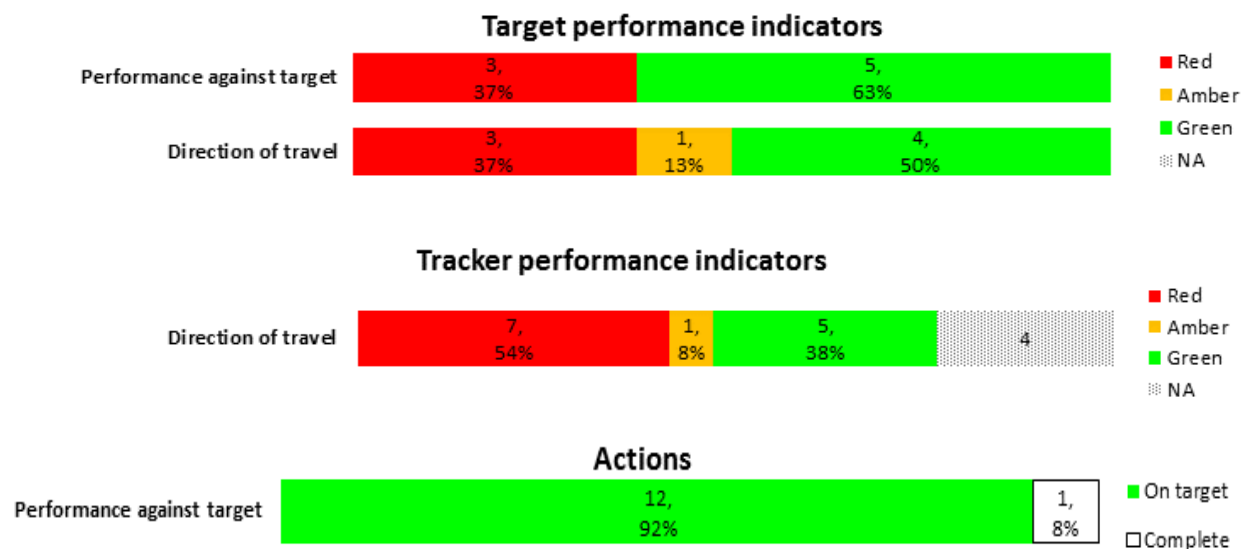 Target performance indicators
Performance against target
3,
37%
5,
63%
Red
Amber
Green
NA
Direction of travel
3,
37%
1,
13%
4,
50%
Tracker performance indicators
Direction of travel
7,
54%
1,
8%
5,
38%
4
Red
Amber
Green
NA
Actions
Performance against target
12,
92%
1,
8%
On target
Complete